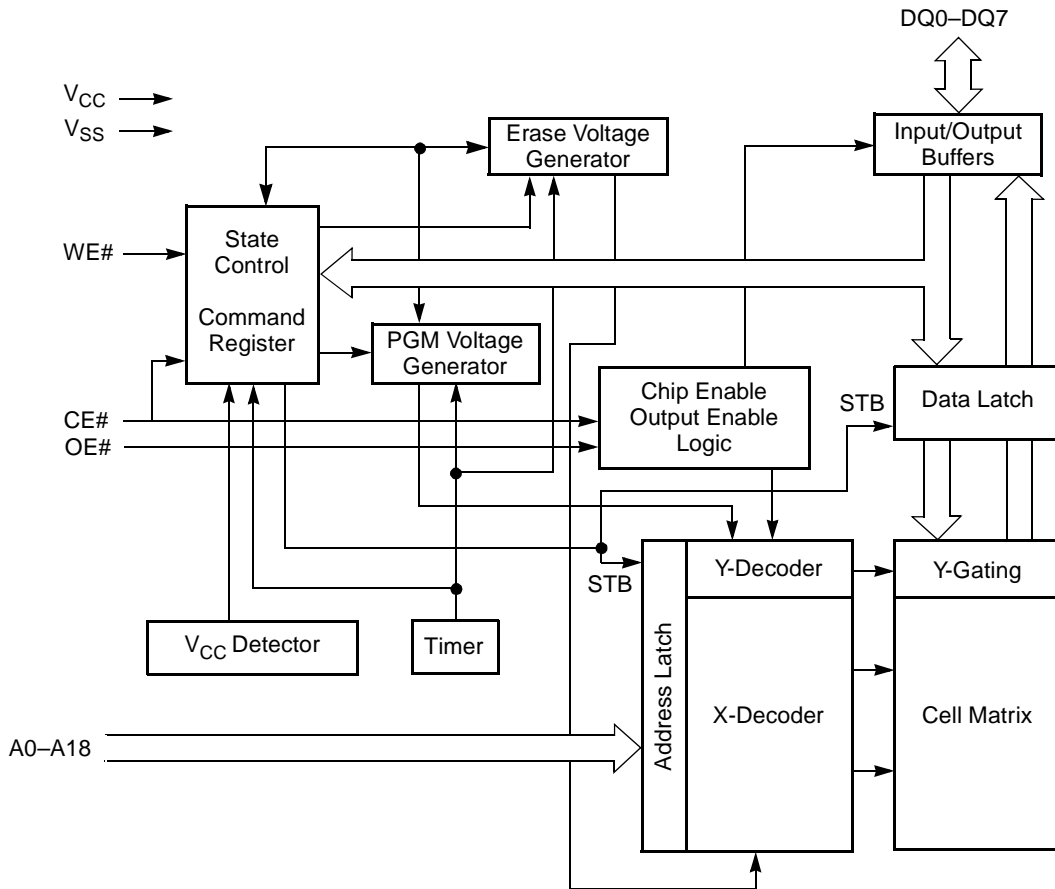 DQ0–DQ7
VCC
VSS
Erase Voltage
Generator
Input/Output
Buffers
WE#
State
Control
Command
Register
PGM Voltage
Generator
CE#
OE#
Chip Enable
Output Enable
Logic
STB
Data Latch
STB
Y-Decoder
Y-Gating
VCC Detector
Timer
Address Latch
X-Decoder
Cell Matrix
A0–A18